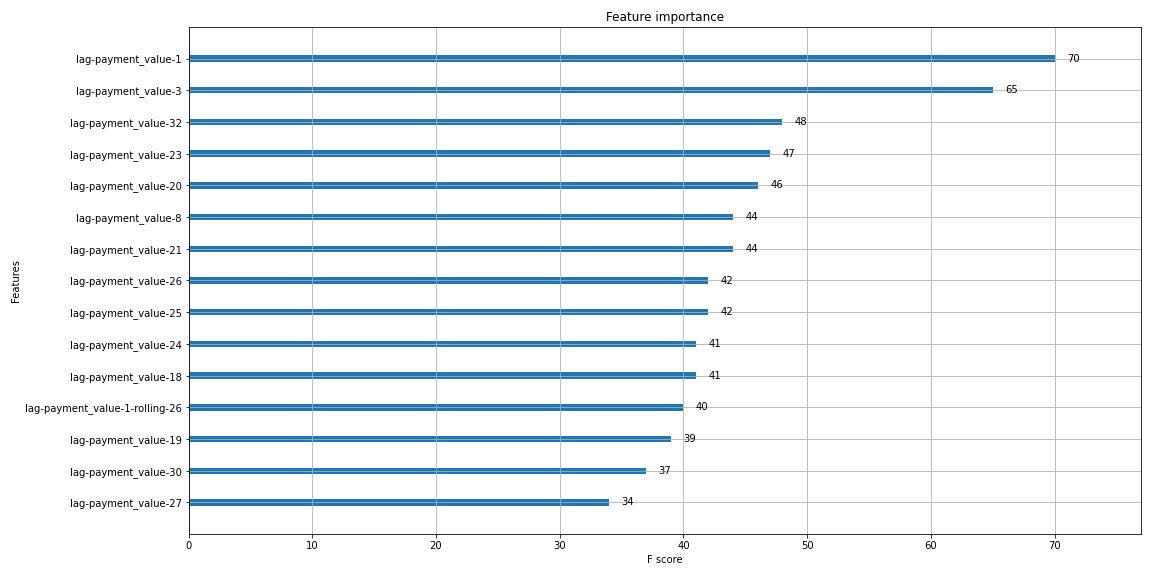 Feature importance
Features
lag-payment_value-1 70
lag-payment_value-3 65
lag-payment_value-32 48
lag-payment_value-23 47
lag-payment_value-20 46
lag-payment_value-8 44
lag-payment_value-21 44
lag-payment_value-26 42
lag-payment_value-25 42
lag-payment_value-24 41
lag-payment_value-18 41
lag-payment_value-1-rolling-26 40
lag-payment_value-19 39
lag-payment_value-30 37
lag-payment_value-27 34
0 10 20 30 40 50 60 70
F score